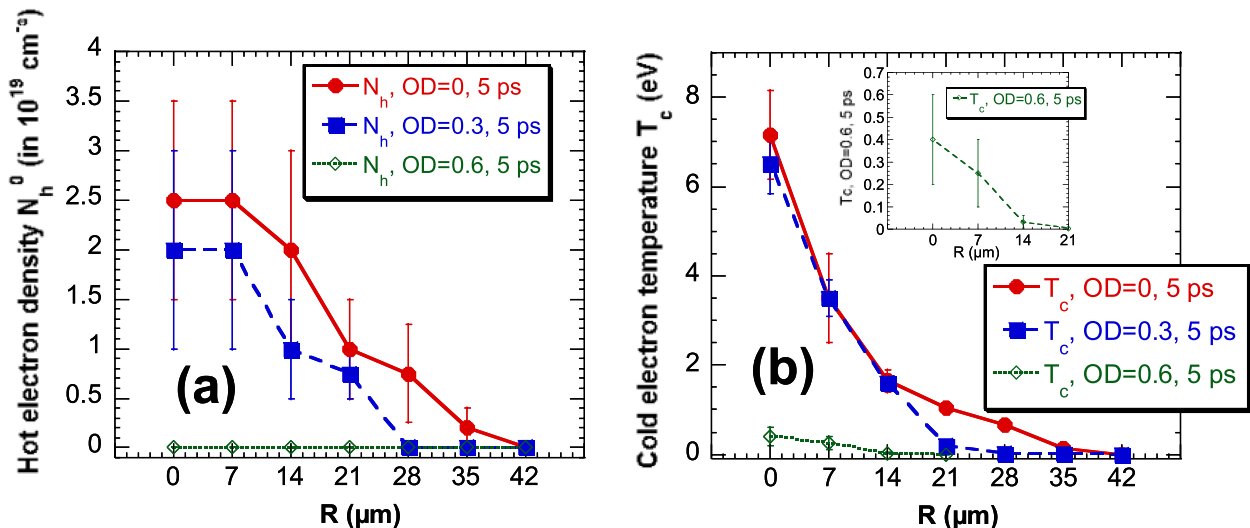 Hot electron density N_h^0 (in 10^19 cm^-3)
4
3.5
3
2.5
2
1.5
1
0.5
0
N_h, OD=0, 5 ps
N_h, OD=0.3, 5 ps
N_h, OD=0.6, 5 ps
(a)
0 7 14 21 28 35 42
R (µm)
Cold electron temperature T_c (eV)
8
6
4
2
0
Tc, OD=0.6, 5 ps
0.7
0.6
0.5
0.4
0.3
0.2
0.1
0
T_c, OD=0.6, 5 ps
0 7 14 21
R (µm)
T_c, OD=0, 5 ps
T_c, OD=0.3, 5 ps
T_c, OD=0.6, 5 ps
(b)
0 7 14 21 28 35 42
R (µm)